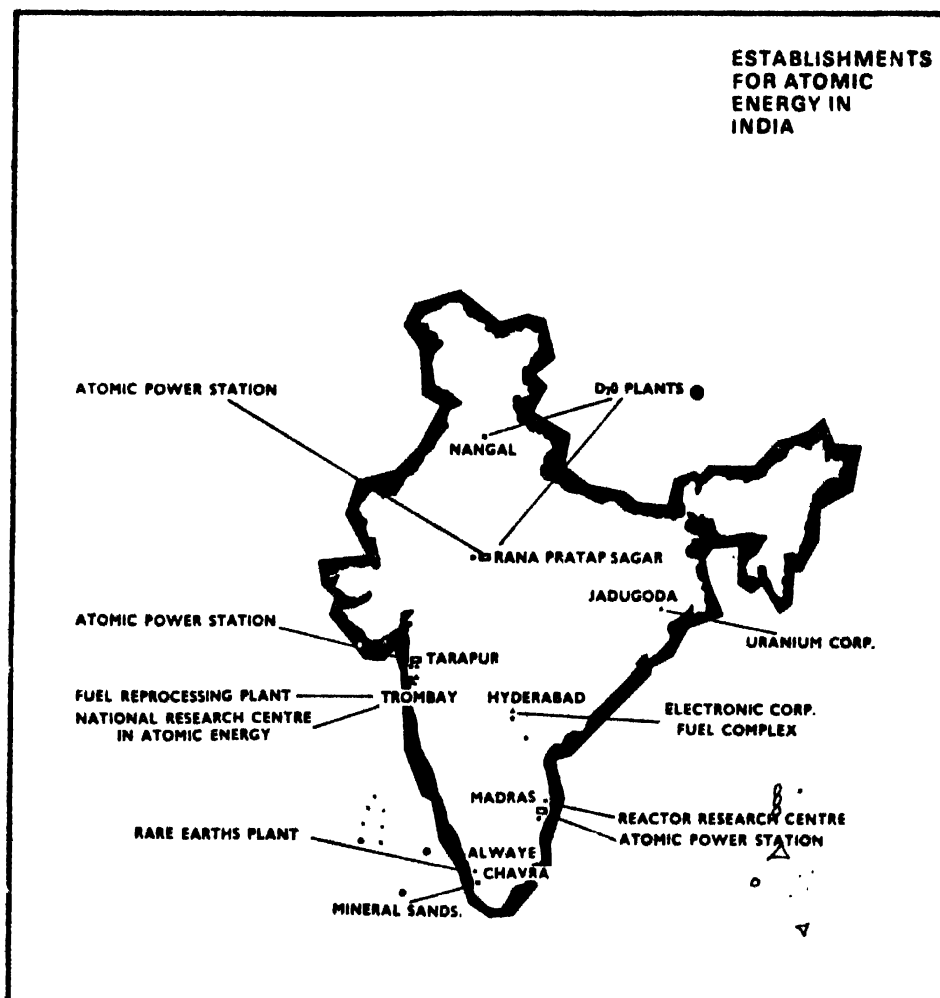 ESTABLISHMENTS
FOR ATOMIC
ENERGY IN
INDIA
ATOMIC POWER STATION
D₂O PLANTS
NANGAL
RANA PRATAP SAGAR
JADUGODA
ATOMIC POWER STATION
URANIUM CORP.
TARAPUR
FUEL REPROCESSING PLANT
TROMBAY
HYDERABAD
NATIONAL RESEARCH CENTRE
IN ATOMIC ENERGY
ELECTRONIC CORP.
FUEL COMPLEX
MADRAS
REACTOR RESEARCH CENTRE
ATOMIC POWER STATION
RARE EARTHS PLANT
ALWAYE
CHAVRA
MINERAL SANDS.